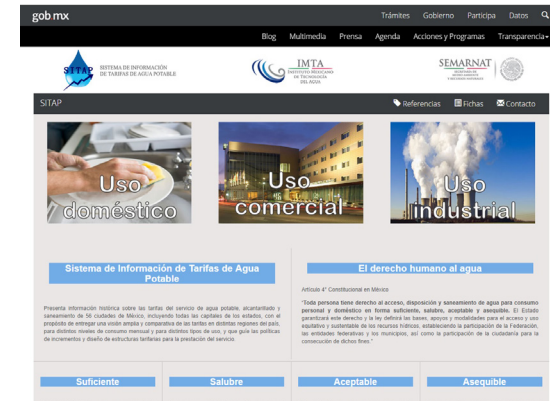 gob mx
Trámites Gobierno Participa Datos
Blog Multimedia Prensa Agenda Acciones y Programas Transparencia
SITAP
SISTEMA DE INFORMACIÓN
DE TARIFAS DE AGUA POTABLE
IMTA
INSTITUTO MEXICANO
DE TECNOLOGÍA
DEL AGUA
SEMARNAT
SECRETARÍA DE
MEDIO AMBIENTE
Y RECURSOS NATURALES
SITAP
Referencias Fichas Contacto
Uso
doméstico
Uso
comercial
Uso
industrial
Sistema de Información de Tarifas de Agua
Potable
Presenta información histórica sobre las tarifas del servicio de agua potable, alcantarillado y
saneamiento de 56 ciudades de México, incluyendo todas las capitales de los estados, con el
propósito de entregar una visión amplia y comparativa de las tarifas en distintas regiones del país,
para distintos niveles de consumo mensual y para distintos tipos de uso, y que guía las políticas
de incrementos y diseño de estructuras tarifarias para la prestación del servicio.
El derecho humano al agua
Artículo 4° Constitucional en México
"Toda persona tiene derecho al acceso, disposición y saneamiento de agua para consumo
personal y doméstico en forma suficiente, salubre, aceptable y asequible. El Estado
garantizará este derecho y la ley definirá las bases, apoyos y modalidades para el acceso y uso
equitativo y sustentable de los recursos hídricos, estableciendo la participación de la Federación,
las entidades federativas y los municipios, así como la participación de la ciudadanía para la
consecución de dichos fines."
Suficiente
Salubre
Aceptable
Asequible